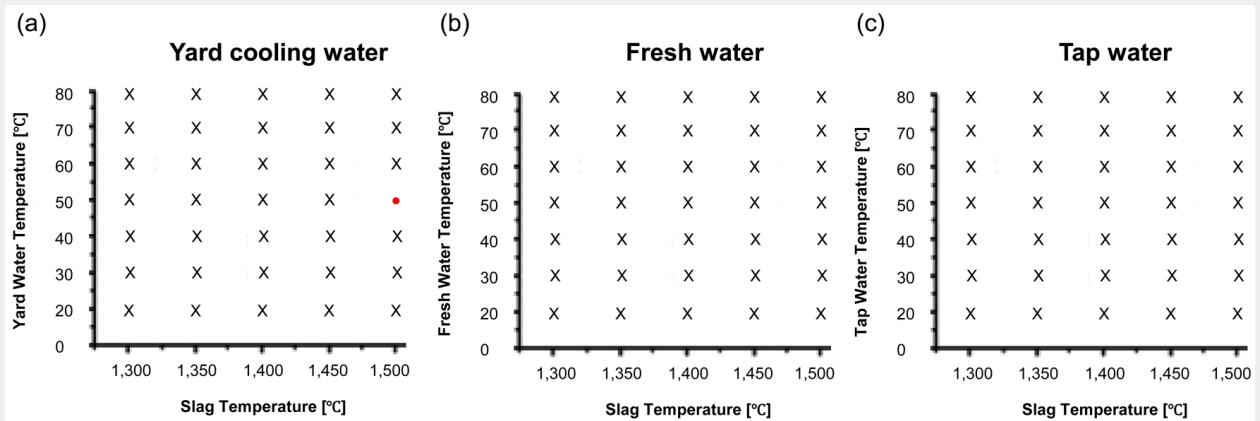 (a)
Yard cooling water
Yard Water Temperature [℃]
80 X X X X X
70 X X X X X
60 X X X X X
50 X X X X
40 X X X X X
30 X X X X X
20 X X X X X
0
1,300 1,350 1,400 1,450 1,500
Slag Temperature [℃]
(b)
Fresh water
Fresh Water Temperature [℃]
80 X X X X X
70 X X X X X
60 X X X X X
50 X X X X X
40 X X X X X
30 X X X X X
20 X X X X X
0
1,300 1,350 1,400 1,450 1,500
Slag Temperature [℃]
(c)
Tap water
Tap Water Temperature [℃]
80 X X X X X
70 X X X X X
60 X X X X X
50 X X X X X
40 X X X X X
30 X X X X X
20 X X X X X
0
1,300 1,350 1,400 1,450 1,500
Slag Temperature [℃]